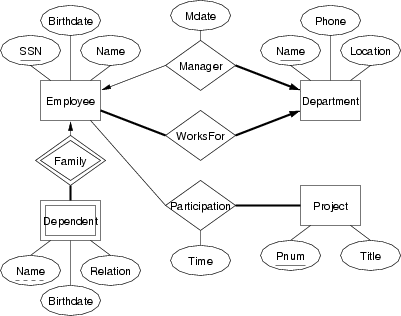 Birthdate
Mdate
Phone
SSN
Name
Name
Location
Manager
Employee
Department
WorksFor
Family
Participation
Project
Dependent
Name
Relation
Time
Pnum
Title
Birthdate